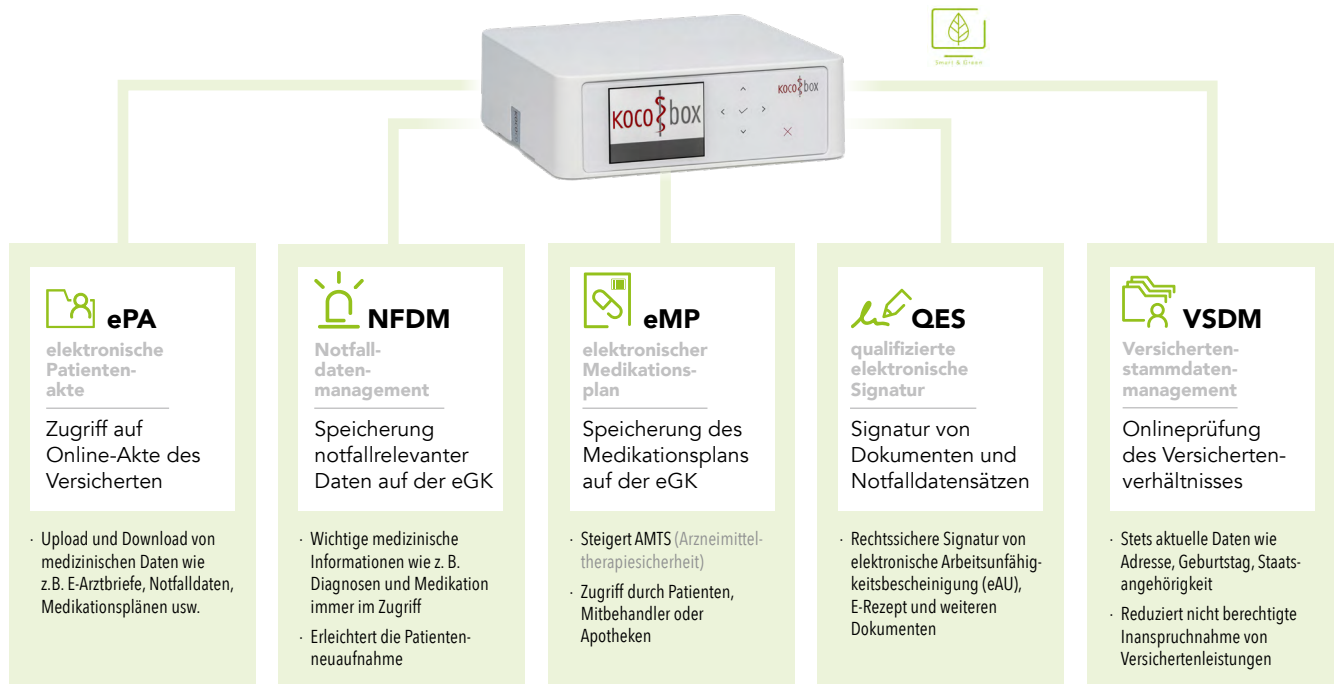 Smart & Green
KOCO box
KOCO box
ePA
elektronische
Patienten-
akte
Zugriff auf
Online-Akte des
Versicherten
· Upload und Download von
medizinischen Daten wie
z.B. E-Arztbriefe, Notfalldaten,
Medikationsplänen usw.
NFDM
Notfall-
daten-
management
Speicherung
notfallrelevanter
Daten auf der eGK
· Wichtige medizinische
Informationen wie z. B.
Diagnosen und Medikation
immer im Zugriff
· Erleichtert die Patienten-
neuaufnahme
eMP
elektronischer
Medikations-
plan
Speicherung des
Medikationsplans
auf der eGK
· Steigert AMTS (Arzneimittel-
therapiesicherheit)
· Zugriff durch Patienten,
Mitbehandler oder
Apotheken
QES
qualifizierte
elektronische
Signatur
Signatur von
Dokumenten und
Notfalldatensätzen
· Rechtssichere Signatur von
elektronische Arbeitsunfähig-
keitsbescheinigung (eAU),
E-Rezept und weiteren
Dokumenten
VSDM
Versicherten-
stammdaten-
management
Onlineprüfung
des Versicherten-
verhältnisses
· Stets aktuelle Daten wie
Adresse, Geburtstag, Staats-
angehörigkeit
· Reduziert nicht berechtigte
Inanspruchnahme von
Versichertenleistungen